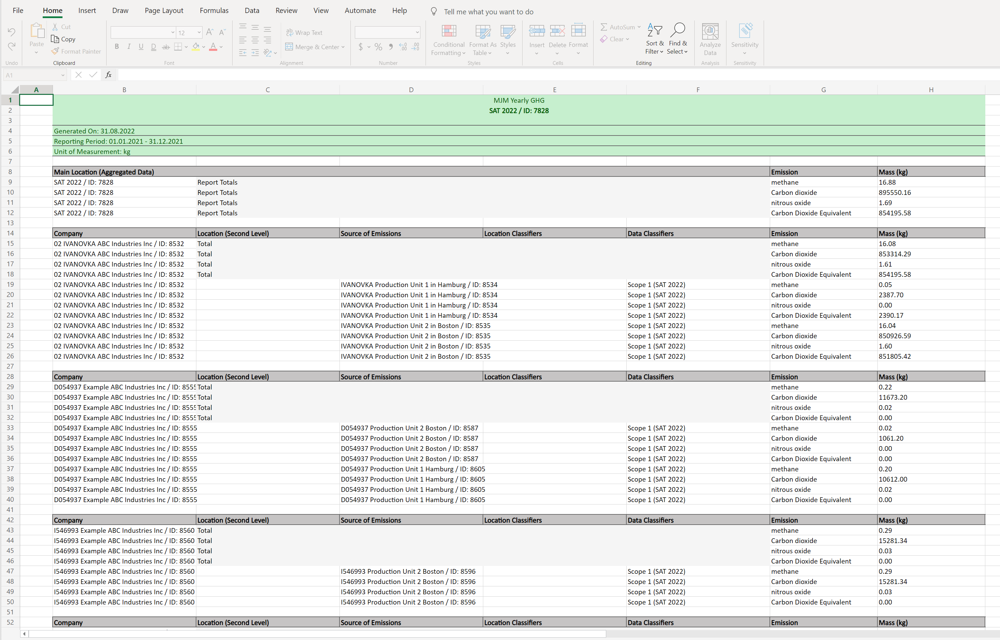 File Home Insert Draw Page Layout Formulas Data Review View Automate Help Tell me what you want to do
Cut
Copy
Format Painter
Paste
12
Wrap Text
Merge & Center
Conditional Formatting
Format As Table
Styles
Insert Delete Format
AutoSum
Clear
Sort & Filter
Find & Select
Analyze Data
Sensitivity
Undo Clipboard Font Alignment Number Styles Cells Editing Analysis Sensitivity
A1 fx
A B C D E F G H
1 MJM Yearly GHG
2 SAT 2022 / ID: 7828
3
4 Generated On: 31.08.2022
5 Reporting Period: 01.01.2021 - 31.12.2021
6 Unit of Measurement: kg
7
8 Main Location (Aggregated Data) Emission Mass (kg)
9 SAT 2022 / ID: 7828 Report Totals methane 16.88
10 SAT 2022 / ID: 7828 Report Totals Carbon dioxide 895550.16
11 SAT 2022 / ID: 7828 Report Totals nitrous oxide 1.69
12 SAT 2022 / ID: 7828 Report Totals Carbon Dioxide Equivalent 854195.58
13
14 Company Location (Second Level) Source of Emissions Location Classifiers Data Classifiers Emission Mass (kg)
15 02 IVANOVKA ABC Industries Inc / ID: 8532 Total methane 16.08
16 02 IVANOVKA ABC Industries Inc / ID: 8532 Total Carbon dioxide 853314.29
17 02 IVANOVKA ABC Industries Inc / ID: 8532 Total nitrous oxide 1.61
18 02 IVANOVKA ABC Industries Inc / ID: 8532 Total Carbon Dioxide Equivalent 854195.58
19 02 IVANOVKA ABC Industries Inc / ID: 8532 IVANOVKA Production Unit 1 in Hamburg / ID: 8534 Scope 1 (SAT 2022) methane 0.05
20 02 IVANOVKA ABC Industries Inc / ID: 8532 IVANOVKA Production Unit 1 in Hamburg / ID: 8534 Scope 1 (SAT 2022) Carbon dioxide 2387.70
21 02 IVANOVKA ABC Industries Inc / ID: 8532 IVANOVKA Production Unit 1 in Hamburg / ID: 8534 Scope 1 (SAT 2022) nitrous oxide 0.00
22 02 IVANOVKA ABC Industries Inc / ID: 8532 IVANOVKA Production Unit 1 in Hamburg / ID: 8534 Scope 1 (SAT 2022) Carbon Dioxide Equivalent 2390.17
23 02 IVANOVKA ABC Industries Inc / ID: 8532 IVANOVKA Production Unit 2 in Boston / ID: 8535 Scope 1 (SAT 2022) methane 16.04
24 02 IVANOVKA ABC Industries Inc / ID: 8532 IVANOVKA Production Unit 2 in Boston / ID: 8535 Scope 1 (SAT 2022) Carbon dioxide 850926.59
25 02 IVANOVKA ABC Industries Inc / ID: 8532 IVANOVKA Production Unit 2 in Boston / ID: 8535 Scope 1 (SAT 2022) nitrous oxide 1.60
26 02 IVANOVKA ABC Industries Inc / ID: 8532 IVANOVKA Production Unit 2 in Boston / ID: 8535 Scope 1 (SAT 2022) Carbon Dioxide Equivalent 851805.42
27
28 Company Location (Second Level) Source of Emissions Location Classifiers Data Classifiers Emission Mass (kg)
29 D054937 Example ABC Industries Inc / ID: 8555 Total methane 0.22
30 D054937 Example ABC Industries Inc / ID: 8555 Total Carbon dioxide 11673.20
31 D054937 Example ABC Industries Inc / ID: 8555 Total nitrous oxide 0.02
32 D054937 Example ABC Industries Inc / ID: 8555 Total Carbon Dioxide Equivalent 0.00
33 D054937 Example ABC Industries Inc / ID: 8555 D054937 Production Unit 2 Boston / ID: 8587 Scope 1 (SAT 2022) methane 0.02
34 D054937 Example ABC Industries Inc / ID: 8555 D054937 Production Unit 2 Boston / ID: 8587 Scope 1 (SAT 2022) Carbon dioxide 1061.20
35 D054937 Example ABC Industries Inc / ID: 8555 D054937 Production Unit 2 Boston / ID: 8587 Scope 1 (SAT 2022) nitrous oxide 0.00
36 D054937 Example ABC Industries Inc / ID: 8555 D054937 Production Unit 2 Boston / ID: 8587 Scope 1 (SAT 2022) Carbon Dioxide Equivalent 0.00
37 D054937 Example ABC Industries Inc / ID: 8555 D054937 Production Unit 1 Hamburg / ID: 8605 Scope 1 (SAT 2022) methane 0.20
38 D054937 Example ABC Industries Inc / ID: 8555 D054937 Production Unit 1 Hamburg / ID: 8605 Scope 1 (SAT 2022) Carbon dioxide 10612.00
39 D054937 Example ABC Industries Inc / ID: 8555 D054937 Production Unit 1 Hamburg / ID: 8605 Scope 1 (SAT 2022) nitrous oxide 0.02
40 D054937 Example ABC Industries Inc / ID: 8555 D054937 Production Unit 1 Hamburg / ID: 8605 Scope 1 (SAT 2022) Carbon Dioxide Equivalent 0.00
41
42 Company Location (Second Level) Source of Emissions Location Classifiers Data Classifiers Emission Mass (kg)
43 I546993 Example ABC Industries Inc / ID: 8560 Total methane 0.29
44 I546993 Example ABC Industries Inc / ID: 8560 Total Carbon dioxide 15281.34
45 I546993 Example ABC Industries Inc / ID: 8560 Total nitrous oxide 0.03
46 I546993 Example ABC Industries Inc / ID: 8560 Total Carbon Dioxide Equivalent 0.00
47 I546993 Example ABC Industries Inc / ID: 8560 I546993 Production Unit 2 Boston / ID: 8596 Scope 1 (SAT 2022) methane 0.29
48 I546993 Example ABC Industries Inc / ID: 8560 I546993 Production Unit 2 Boston / ID: 8596 Scope 1 (SAT 2022) Carbon dioxide 15281.34
49 I546993 Example ABC Industries Inc / ID: 8560 I546993 Production Unit 2 Boston / ID: 8596 Scope 1 (SAT 2022) nitrous oxide 0.03
50 I546993 Example ABC Industries Inc / ID: 8560 I546993 Production Unit 2 Boston / ID: 8596 Scope 1 (SAT 2022) Carbon Dioxide Equivalent 0.00
51
52 Company Location (Second Level) Source of Emissions Location Classifiers Data Classifiers Emission Mass (kg)